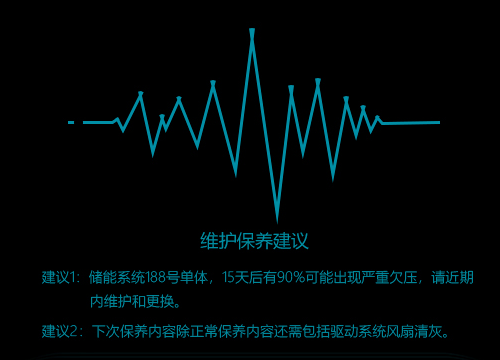 维护保养建议
建议1：储能系统188号单体，15天后有90%可能出现严重欠压，请近期
内维护和更换。
建议2：下次保养内容除正常保养内容还需包括驱动系统风扇清灰。